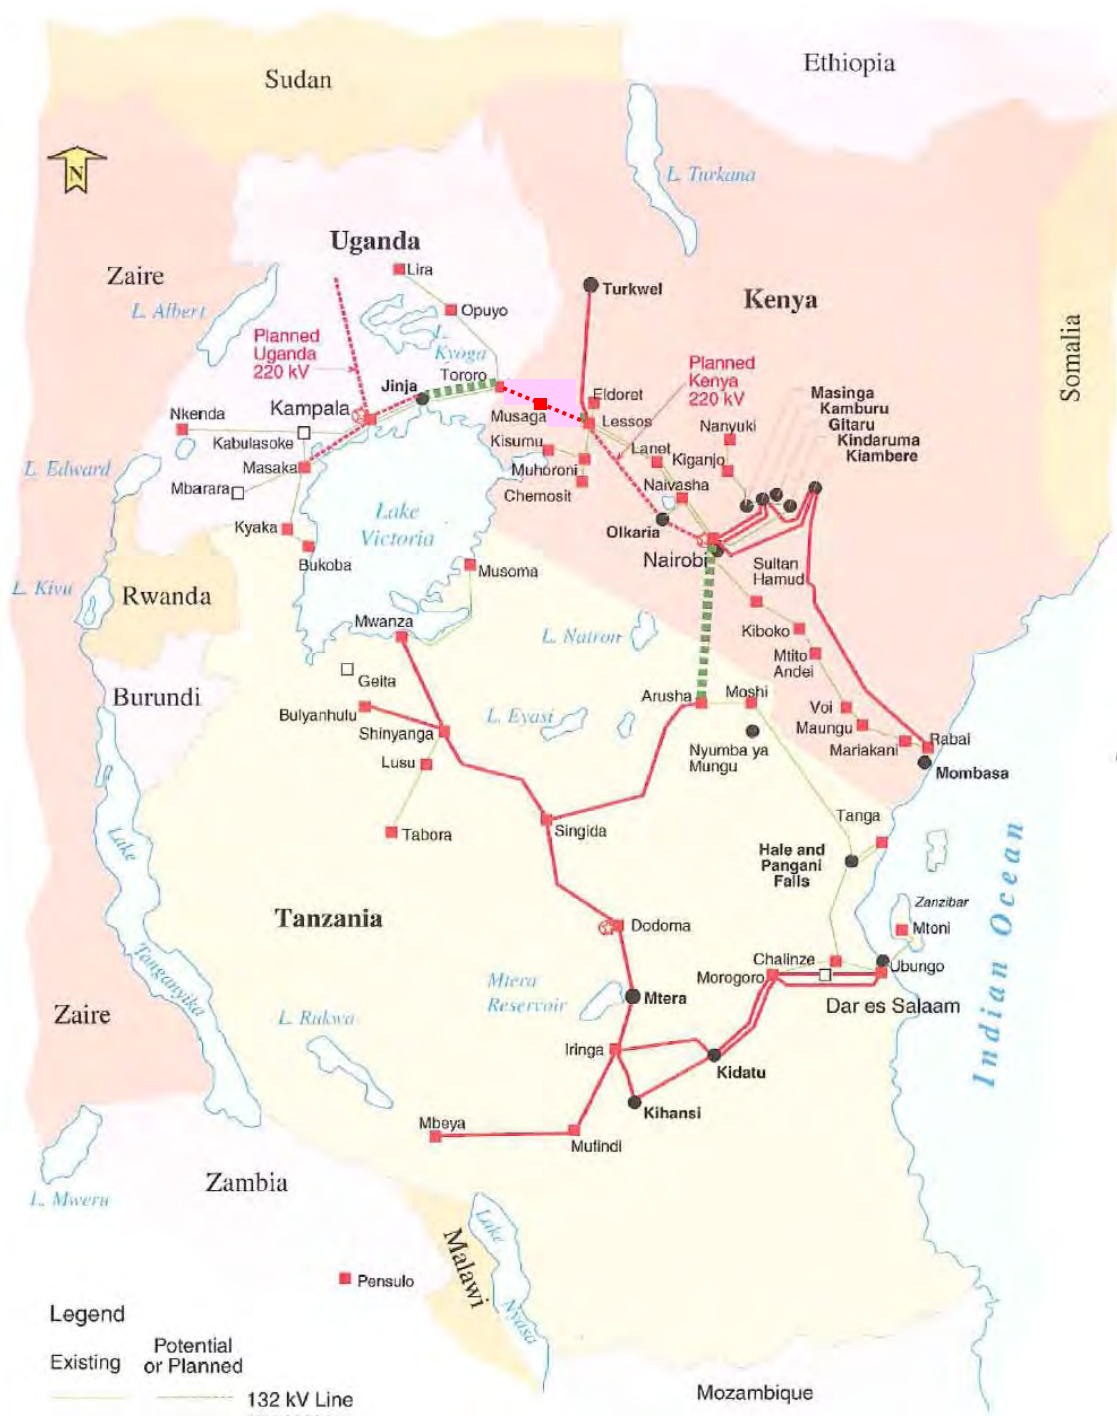 Sudan
Ethiopia
N
L. Turkana
Uganda
Zaire
Lira
Turkwel
Kenya
L. Albert
Opuyo
Somalia
Planned
Uganda
220 kV
L.
Kyoga
Planned
Kenya
220 kV
Tororo
Jinja
Eldoret
Masinga
Kamburu
Gitaru
Kindaruma
Kiambere
Nkenda
Kampala
Musaga
Lessos
Nanyuki
Kabulasoke
Kisumu
Lanet
Kiganjo
L. Edward
Masaka
Muhoroni
Mbarara
Chemosit
Naivasha
Kyaka
Lake
Victoria
Olkaria
Nairobi
Bukoba
Musoma
Sultan
Hamud
L. Kivu
Rwanda
Mwanza
L. Natron
Kiboko
Mtito
Andei
Geita
Burundi
Arusha
Moshi
Voi
Bulyanhulu
L. Eyasi
Maungu
Shinyanga
Nyumba ya
Mungu
Mariakani
Rabai
Lusu
Mombasa
Tabora
Singida
Tanga
Lake
Tanganyika
Hale and
Pangani
Falls
Indian Ocean
Tanzania
Zanzibar
Dodoma
Mtoni
Chalinze
Ubungo
Mtera
Reservoir
Morogoro
Mtera
Dar es Salaam
Zaire
L. Rukwa
Iringa
Kidatu
Kihansi
Mbeya
Mufindi
Zambia
L. Mweru
Lake
Nyasa
Malawi
Pensulo
Legend
Potential
Existing or Planned
132 kV Line
Mozambique